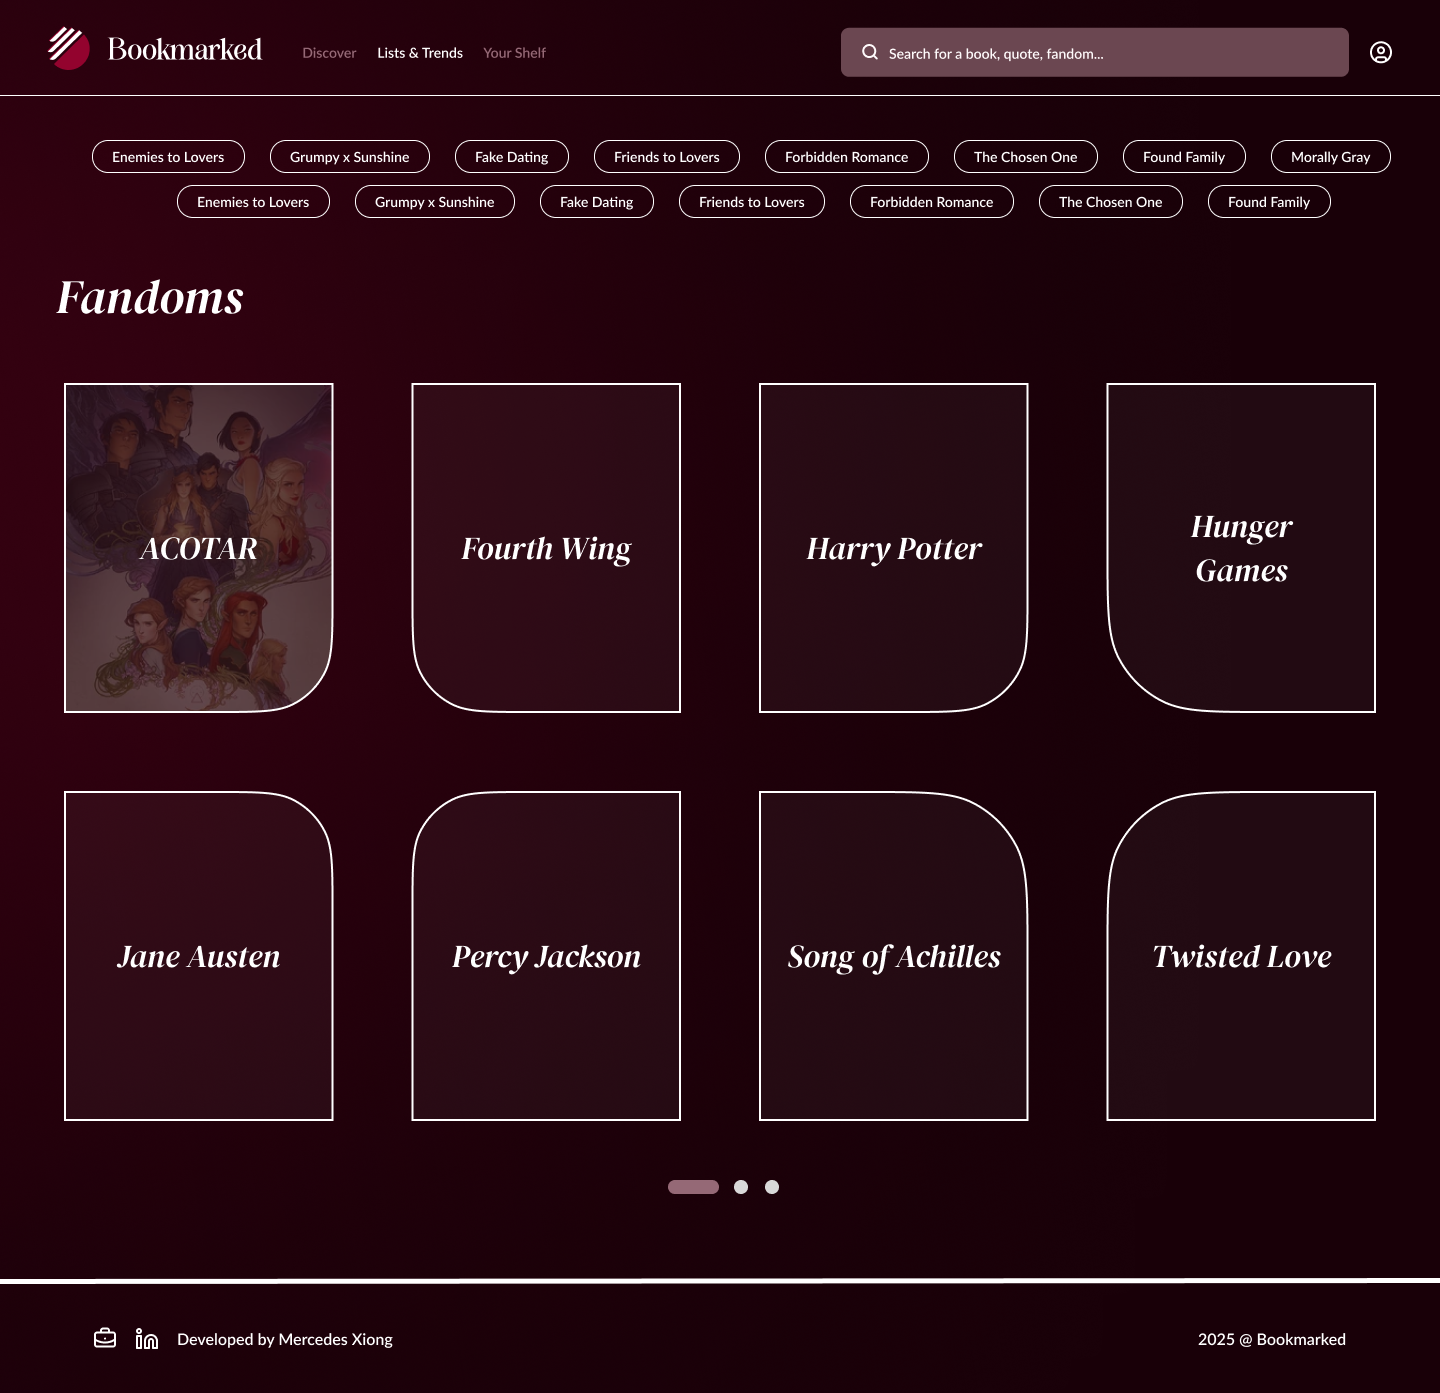 Bookmarked
Discover Lists & Trends Your Shelf
Search for a book, quote, fandom...
Enemies to Lovers Grumpy x Sunshine Fake Dating Friends to Lovers Forbidden Romance The Chosen One Found Family Morally Gray
Enemies to Lovers Grumpy x Sunshine Fake Dating Friends to Lovers Forbidden Romance The Chosen One Found Family
Fandoms
ACOTAR
Fourth Wing
Harry Potter
Hunger
Games
Jane Austen
Percy Jackson
Song of Achilles
Twisted Love
Developed by Mercedes Xiong
2025 @ Bookmarked